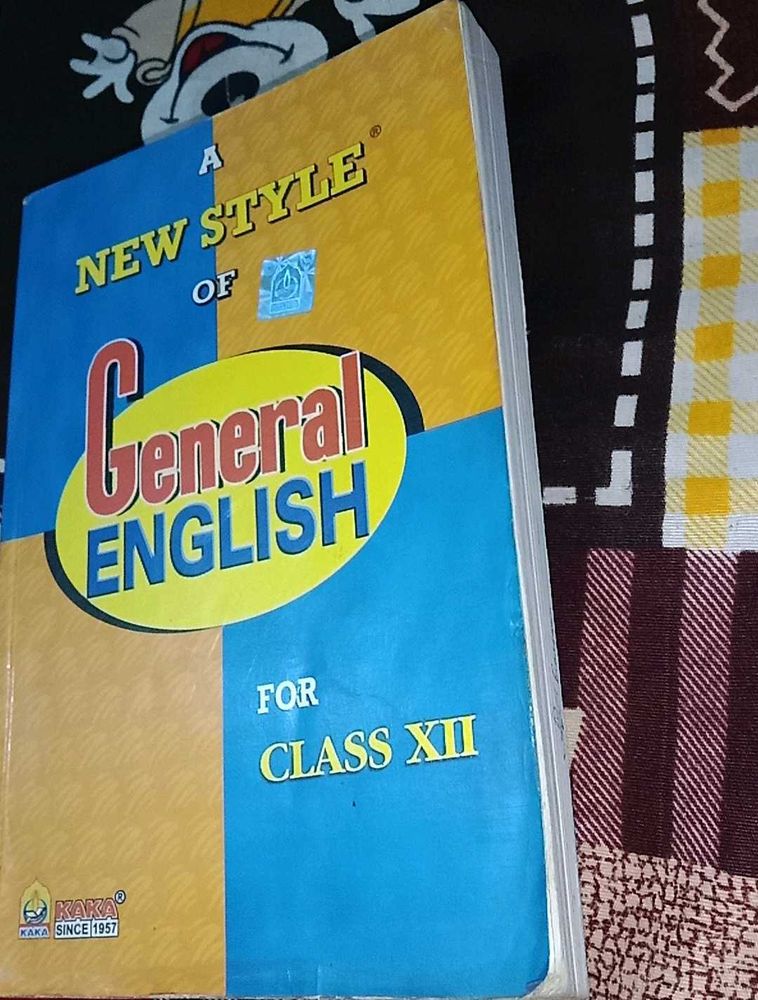 A
NEW STYLE®
OF
General
ENGLISH
FOR
CLASS XII
KAKA®
KAKA
SINCE 1957